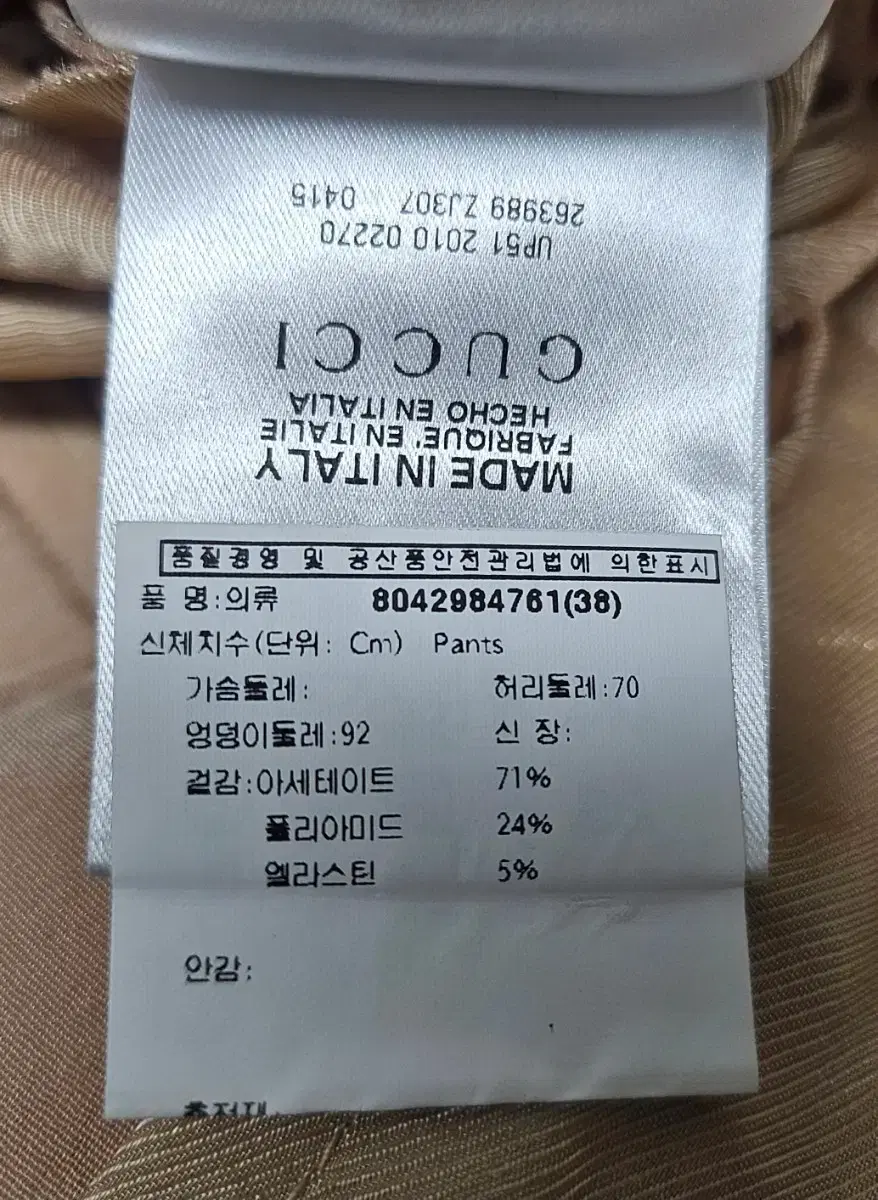 MADE IN ITALY
FABRIQUE' EN ITALIE
HECHO EN ITALIA
GUCCI
UP51 2010 02270
263989 ZJ307 0415
품질경영 및 공산품안전관리법에 의한표시
품 명:의류 8042984761(38)
신체치수(단위: Cm) Pants
가슴둘레: 허리둘레:70
엉덩이둘레:92 신 장:
겉감:아세테이트 71%
폴리아미드 24%
엘라스틴 5%
안감: